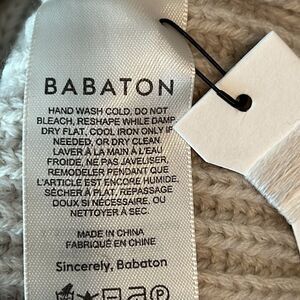 BABATON
HAND WASH COLD, DO NOT
BLEACH, RESHAPE WHILE DAMP,
DRY FLAT, COOL IRON ONLY IF
NEEDED, OR DRY CLEAN.
LAVER À LA MAIN À L'EAU
FROIDE, NE PAS JAVELISER,
REMODELER PENDANT QUE
L'ARTICLE EST ENCORE HUMIDE,
SÉCHER À PLAT, REPASSAGE
DOUX SI NÉCESSAIRE, OU
NETTOYER À SEC.
MADE IN CHINA
FABRIQUÉ EN CHINE
Sincerely, Babaton
P